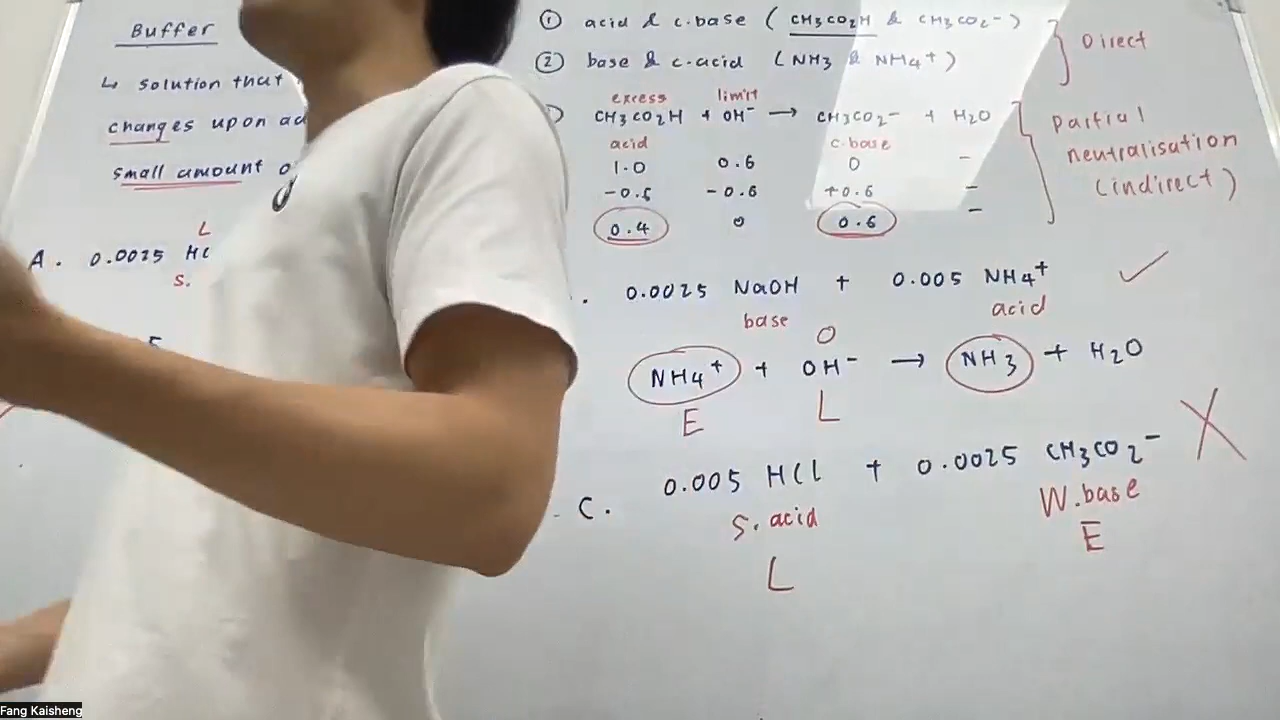 Buffer
↳ solution that
changes upon
small amount
① acid & c.base (CH3CO2H & CH3CO2-)
② base & c-acid (NH3 & NH4+)
Direct
excess limit
CH3CO2H + OH- → CH3CO2- + H2O
acid c.base
1.0 0.6 0 -
-0.6 -0.6 +0.6 -
0.4 0 0.6 -
Partial
neutralisation
(indirect)
A. 0.0025
L
s.
0.0025 NaOH + 0.005 NH4+ ✓
base acid
O
NH4+ + OH- → NH3 + H2O
E L
C. 0.005 HCl + 0.0025 CH3CO2- X
S. acid W.base
L E
Fang Kaisheng